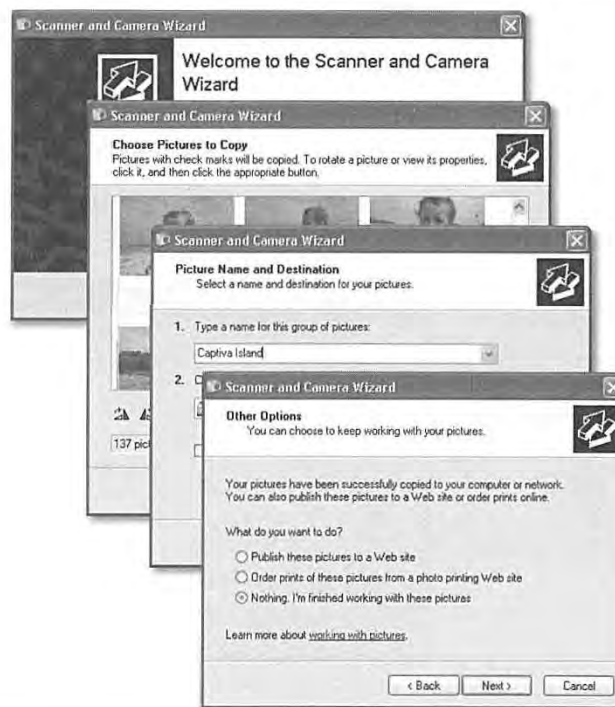 Scanner and Camera Wizard
Welcome to the Scanner and Camera
Wizard
Scanner and Camera Wizard
Choose Pictures to Copy
Pictures with check marks will be copied. To rotate a picture or view its properties,
click it, and then click the appropriate button.
137
Scanner and Camera Wizard
Picture Name and Destination
Select a name and destination for your pictures.
1. Type a name for this group of pictures:
Captiva Island
2.
Scanner and Camera Wizard
Other Options
You can choose to keep working with your pictures.
Your pictures have been successfully copied to your computer or network.
You can also publish these pictures to a Web site or order prints online.
What do you want to do?
Publish these pictures to a Web site
Order prints of these pictures from a photo printing Web site
Nothing. I'm finished working with these pictures
Learn more about working with pictures.
< Back
Next >
Cancel